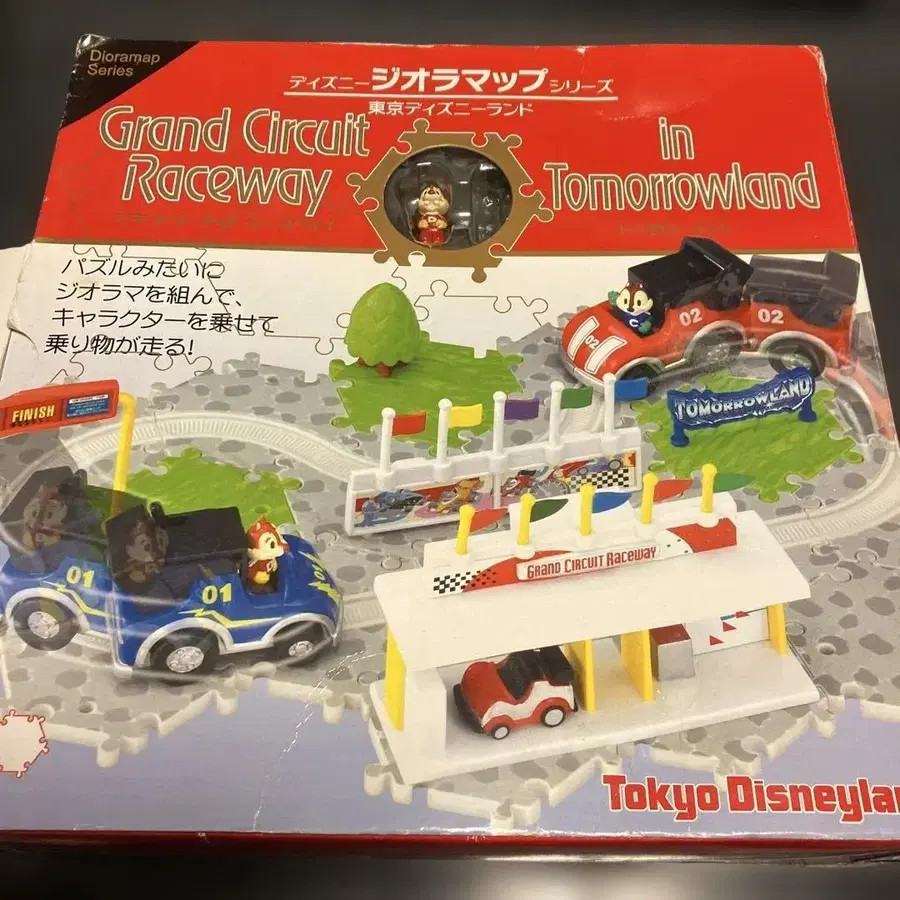 Dioramap
Series
ディズニージオラマップシリーズ
東京ディズニーランド
Grand Circuit
Raceway
in
Tomorrowland
パズルみたいに
ジオラマを組んで、
キャラクターを乗せて
乗り物が走る!
02
02
02
FINISH
TOMORROWLAND
GRAND CIRCUIT RACEWAY
01
01
Tokyo Disneylan